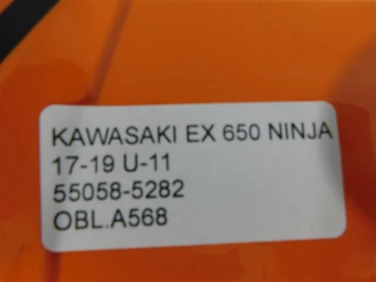 KAWASAKI EX 650 NINJA
17-19 U-11
55058-5282
OBL.A568